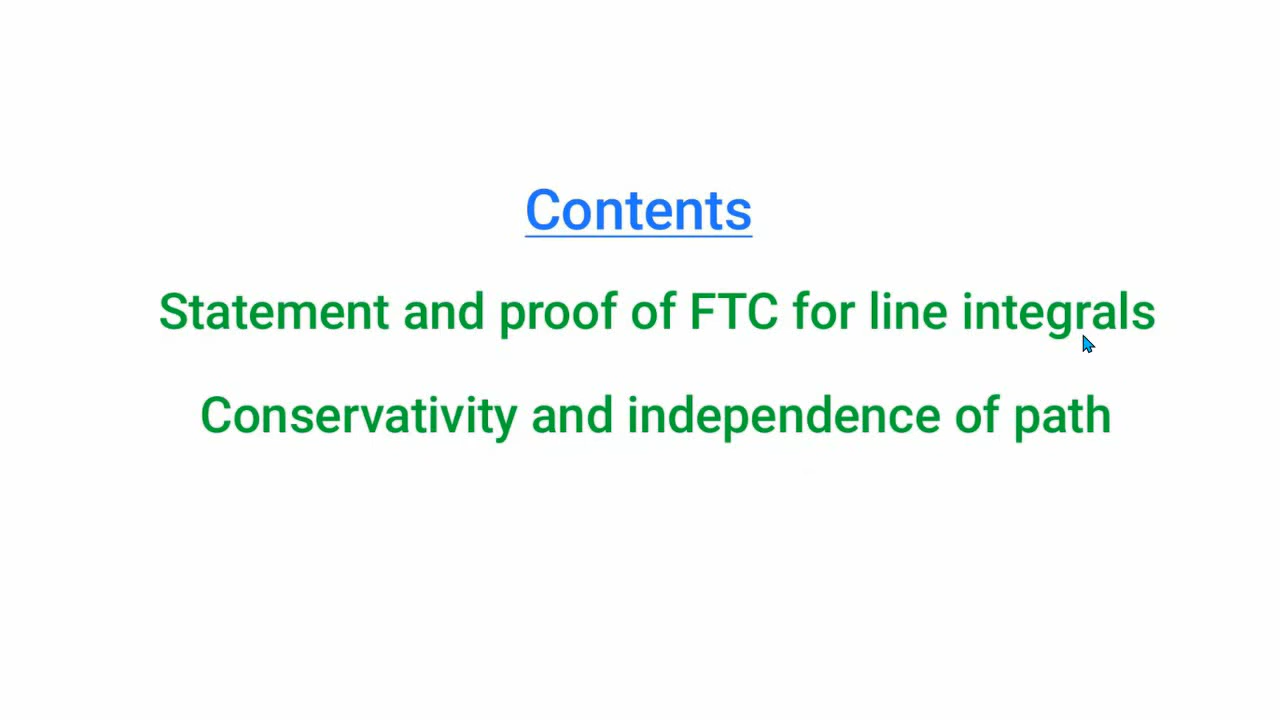 Contents
Statement and proof of FTC for line integrals
Conservativity and independence of path